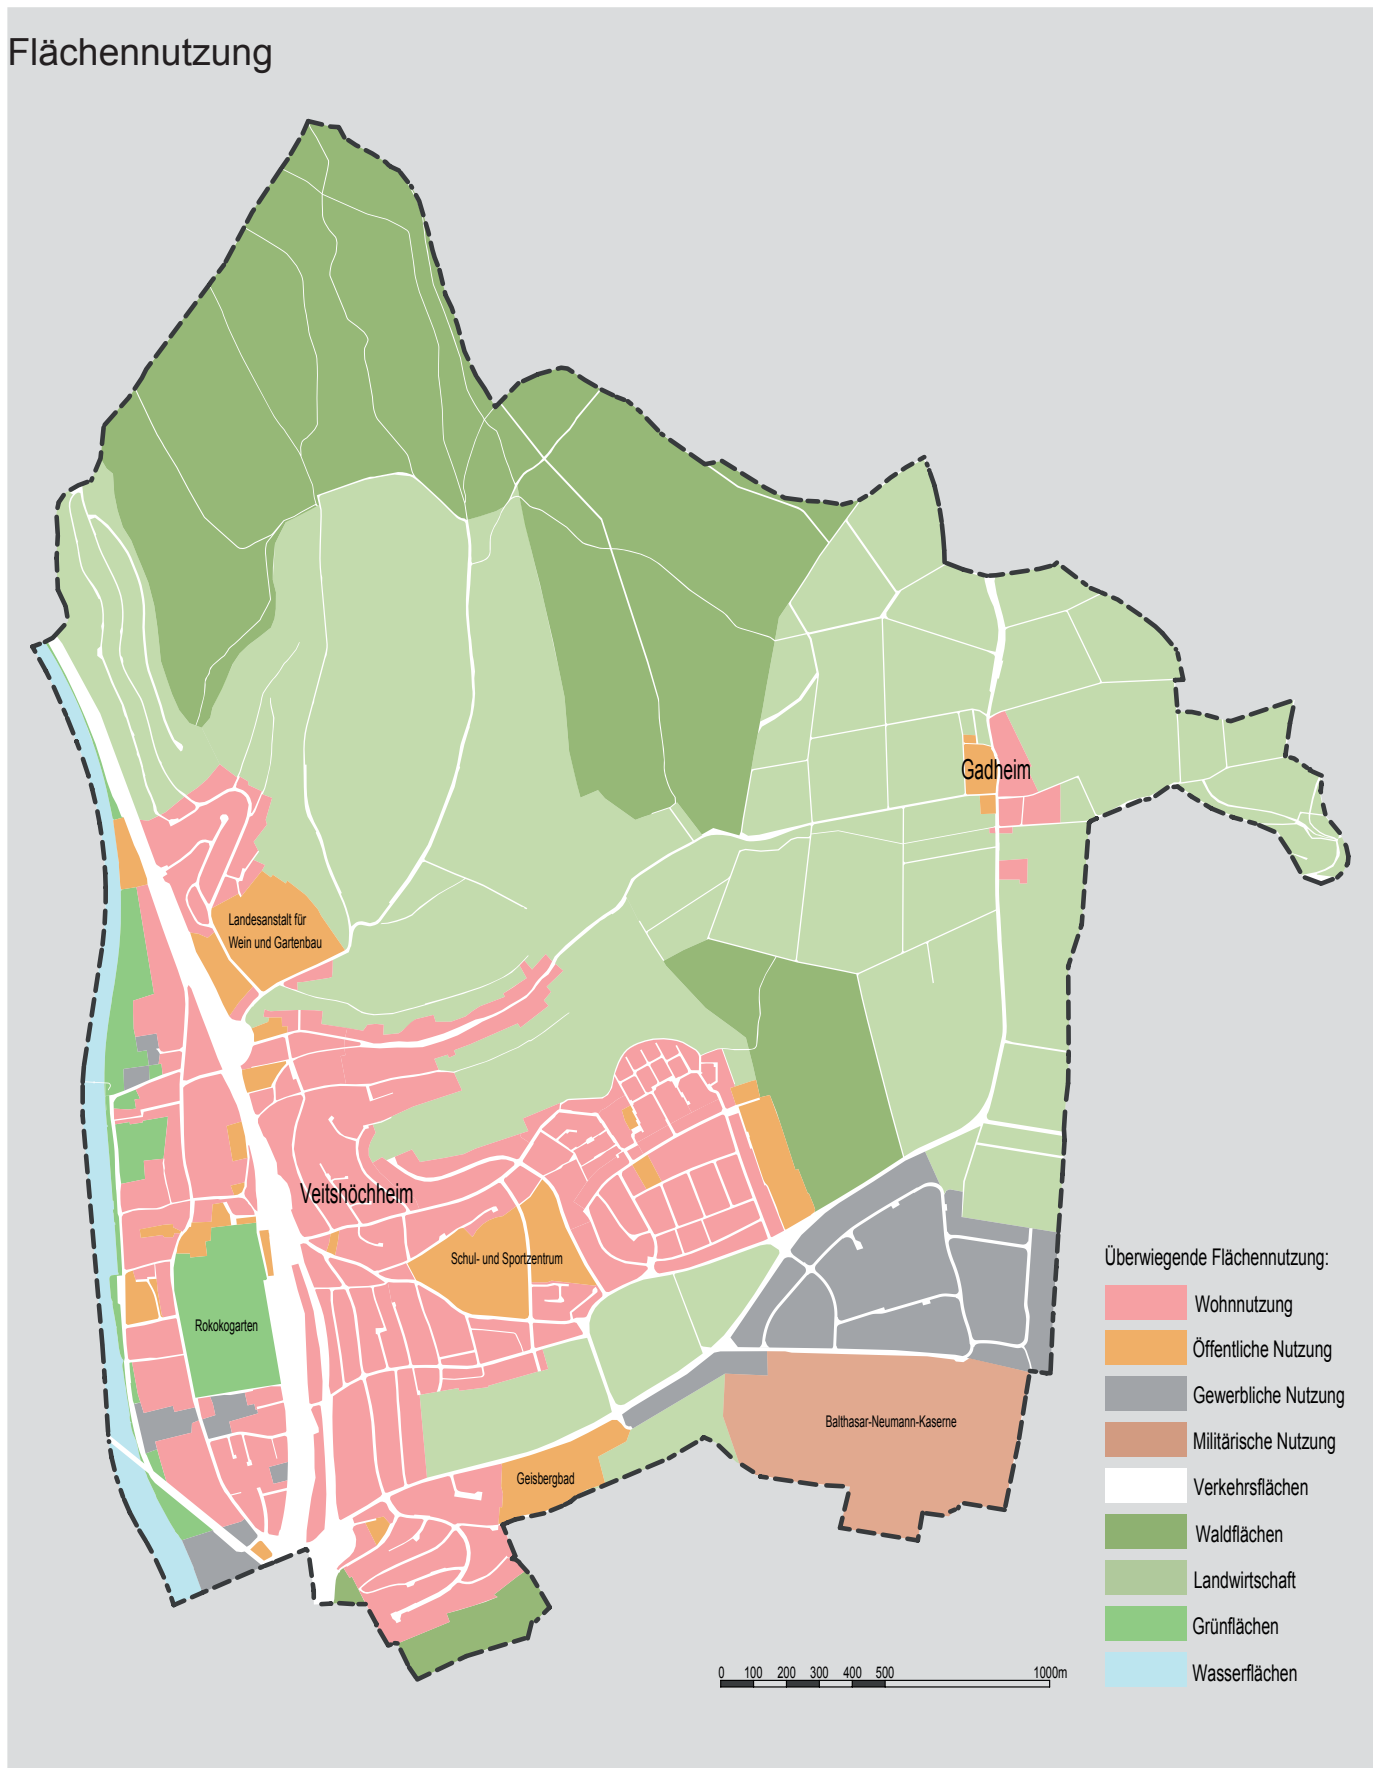 Flächennutzung
Gadheim
Landesanstalt für
Wein und Gartenbau
Veitshöchheim
Schul- und Sportzentrum
Rokokogarten
Balthasar-Neumann-Kaserne
Geisbergbad
Überwiegende Flächennutzung:
Wohnnutzung
Öffentliche Nutzung
Gewerbliche Nutzung
Militärische Nutzung
Verkehrsflächen
Waldflächen
Landwirtschaft
Grünflächen
Wasserflächen
0 100 200 300 400 500 1000m